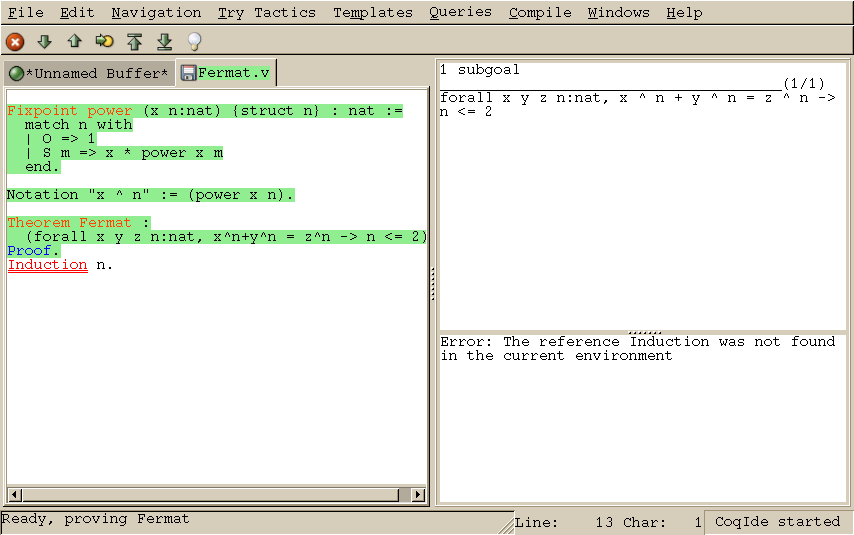 File Edit Navigation Try Tactics Templates Queries Compile Windows Help
*Unnamed Buffer* Fermat.v
Fixpoint power (x n:nat) {struct n} : nat :=
  match n with
  | O => 1
  | S m => x * power x m
  end.
Notation "x ^ n" := (power x n).
Theorem Fermat :
  (forall x y z n:nat, x^n+y^n = z^n -> n <= 2)
Proof.
Induction n.
1 subgoal
(1/1)
forall x y z n:nat, x ^ n + y ^ n = z ^ n ->
n <= 2
Error: The reference Induction was not found
in the current environment
Ready, proving Fermat
Line: 13 Char: 1 CoqIde started